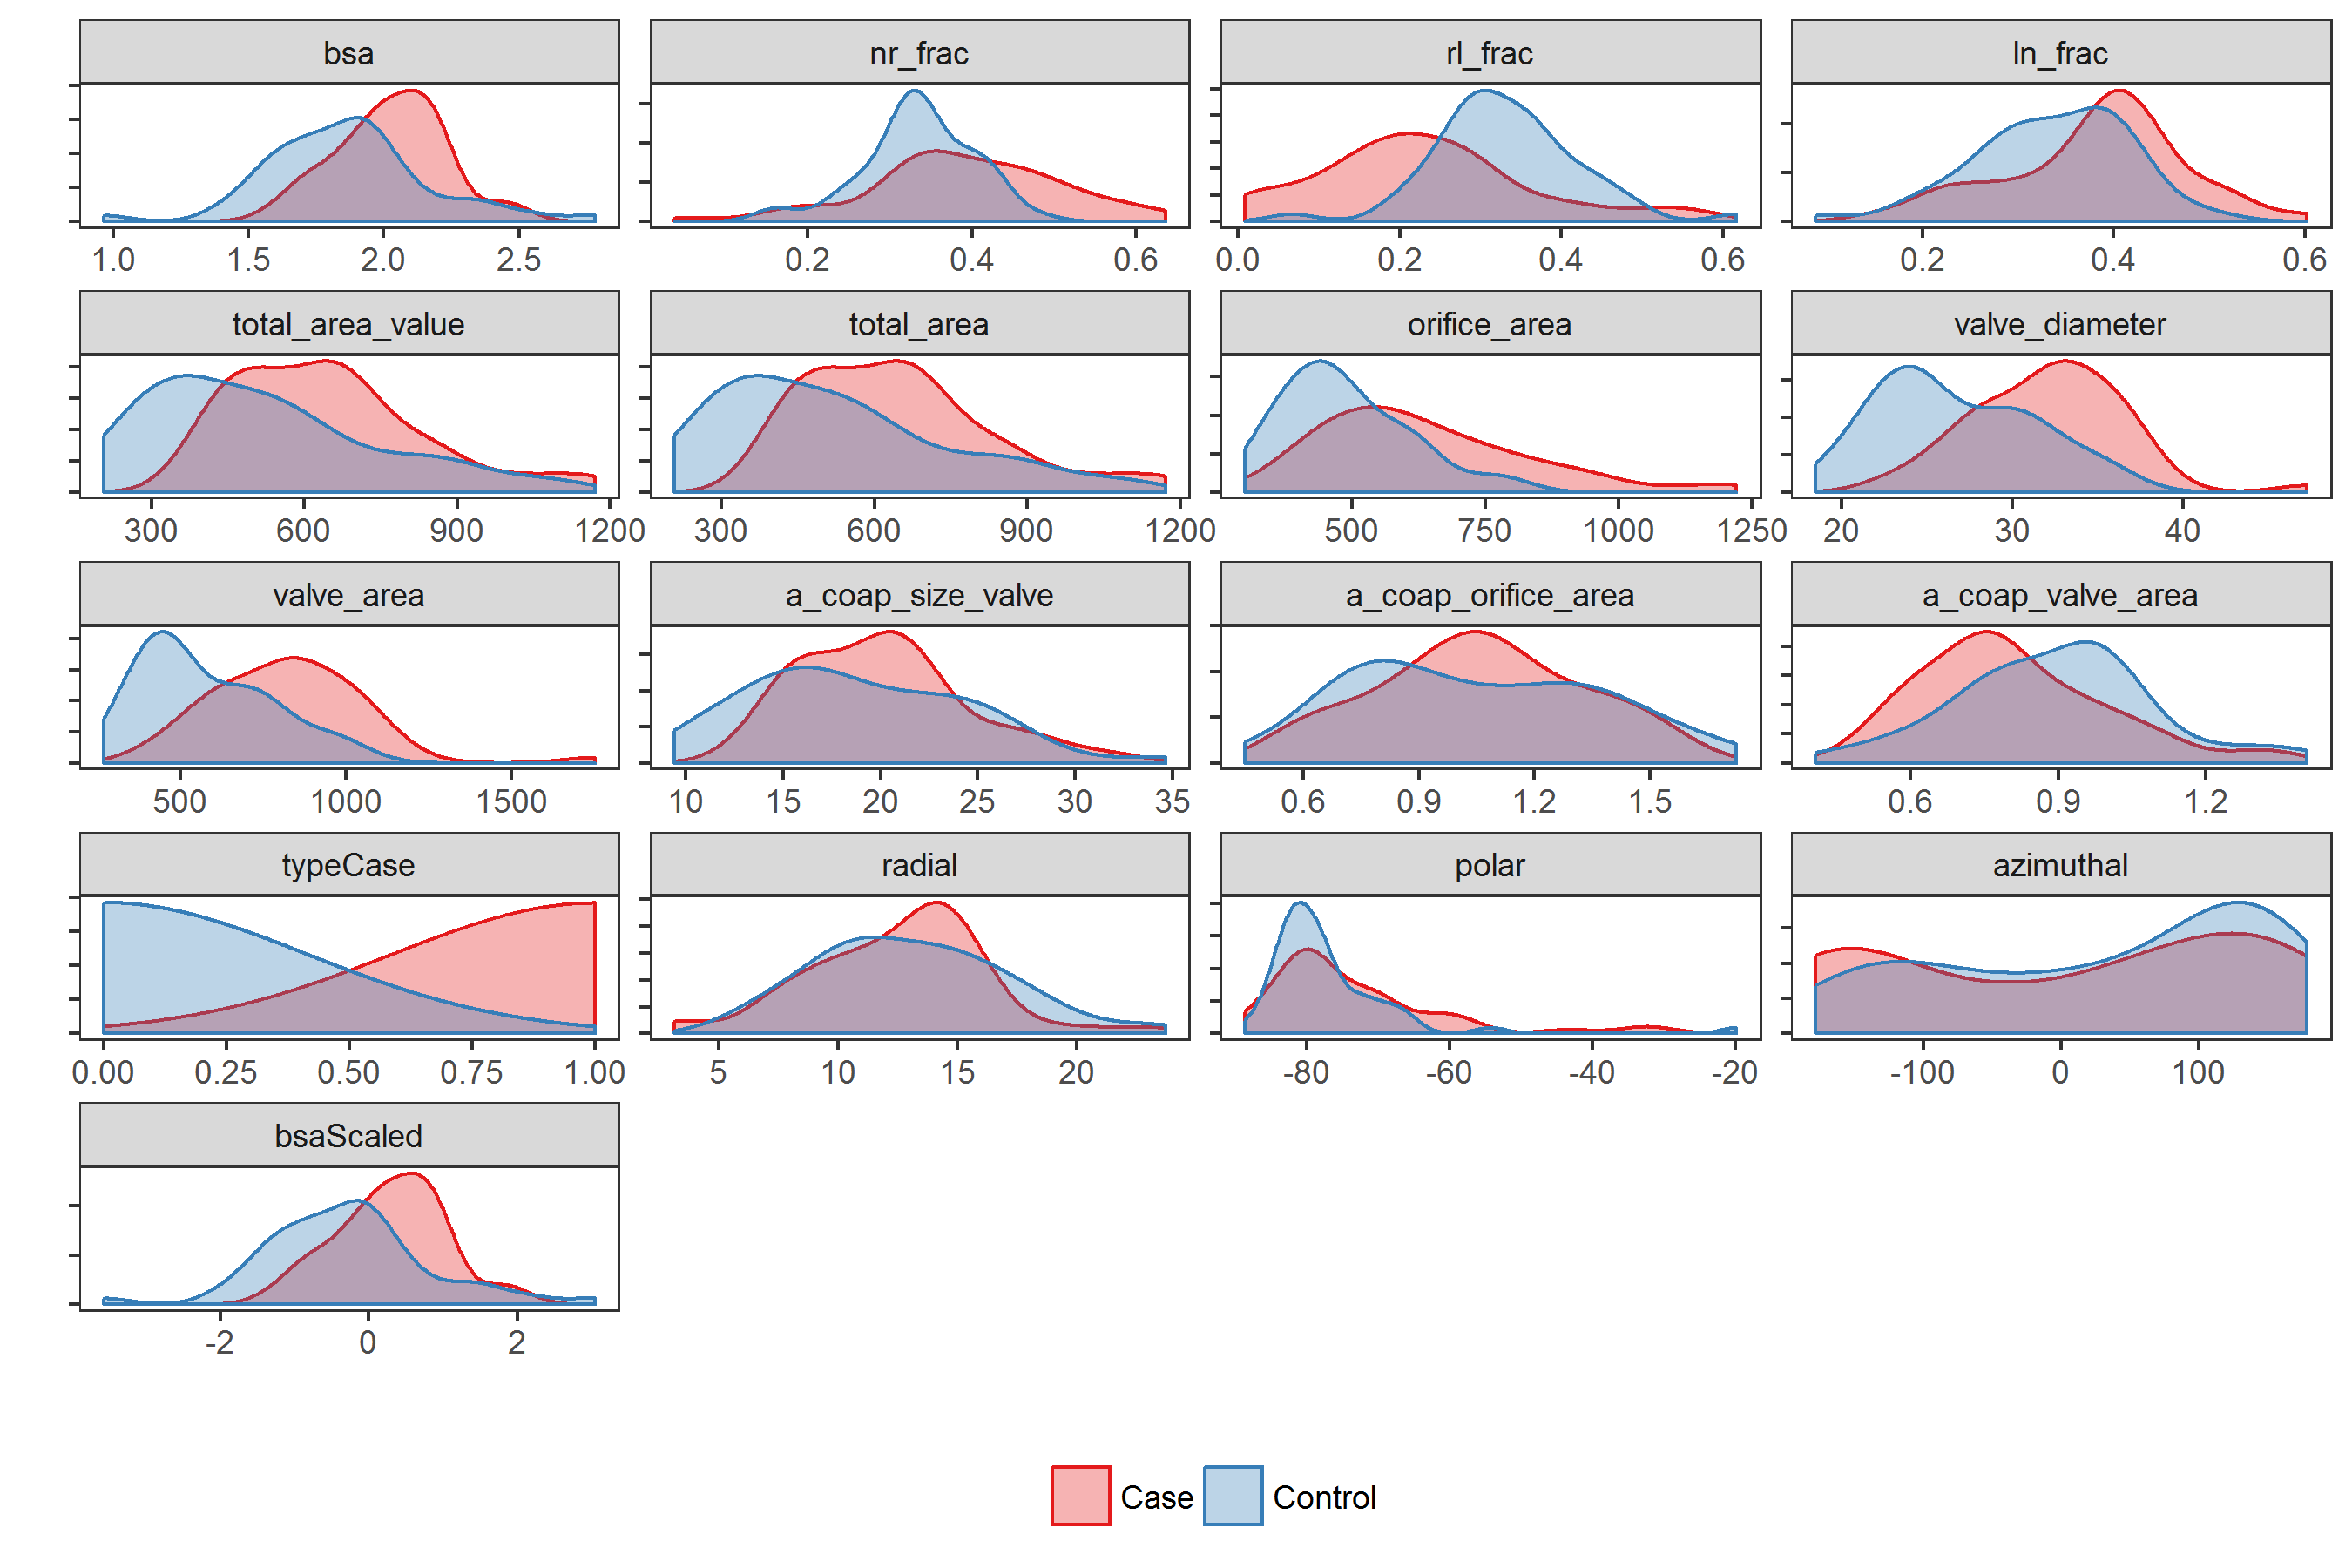 bsa nr_frac rl_frac ln_frac
1.0 1.5 2.0 2.5 0.2 0.4 0.6 0.0 0.2 0.4 0.6 0.2 0.4 0.6
total_area_value total_area orifice_area valve_diameter
300 600 900 1200 300 600 900 1200 500 750 1000 1250 20 30 40
valve_area a_coap_size_valve a_coap_orifice_area a_coap_valve_area
500 1000 1500 10 15 20 25 30 35 0.6 0.9 1.2 1.5 0.6 0.9 1.2
typeCase radial polar azimuthal
0.00 0.25 0.50 0.75 1.00 5 10 15 20 -80 -60 -40 -20 -100 0 100
bsaScaled
-2 0 2
Case Control